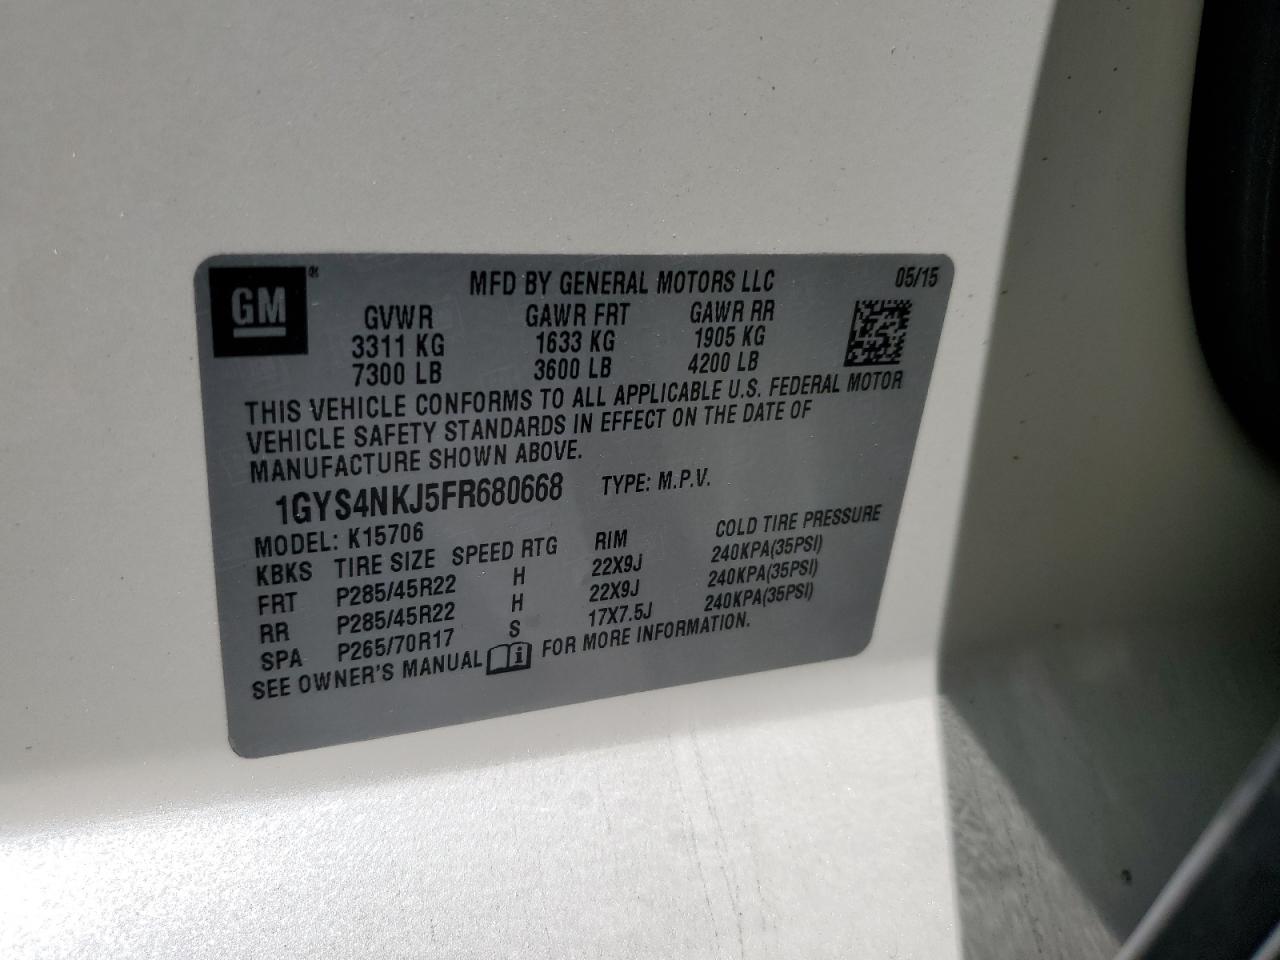 GM ® MFD BY GENERAL MOTORS LLC 05/15
GVWR GAWR FRT GAWR RR
3311 KG 1633 KG 1905 KG
7300 LB 3600 LB 4200 LB
THIS VEHICLE CONFORMS TO ALL APPLICABLE U.S. FEDERAL MOTOR
VEHICLE SAFETY STANDARDS IN EFFECT ON THE DATE OF
MANUFACTURE SHOWN ABOVE.
1GYS4NKJ5FR680668 TYPE: M.P.V.
MODEL: K15706
KBKS TIRE SIZE SPEED RTG RIM COLD TIRE PRESSURE
FRT P285/45R22 H 22X9J 240KPA(35PSI)
RR P285/45R22 H 22X9J 240KPA(35PSI)
SPA P265/70R17 S 17X7.5J 240KPA(35PSI)
SEE OWNER'S MANUAL i FOR MORE INFORMATION.